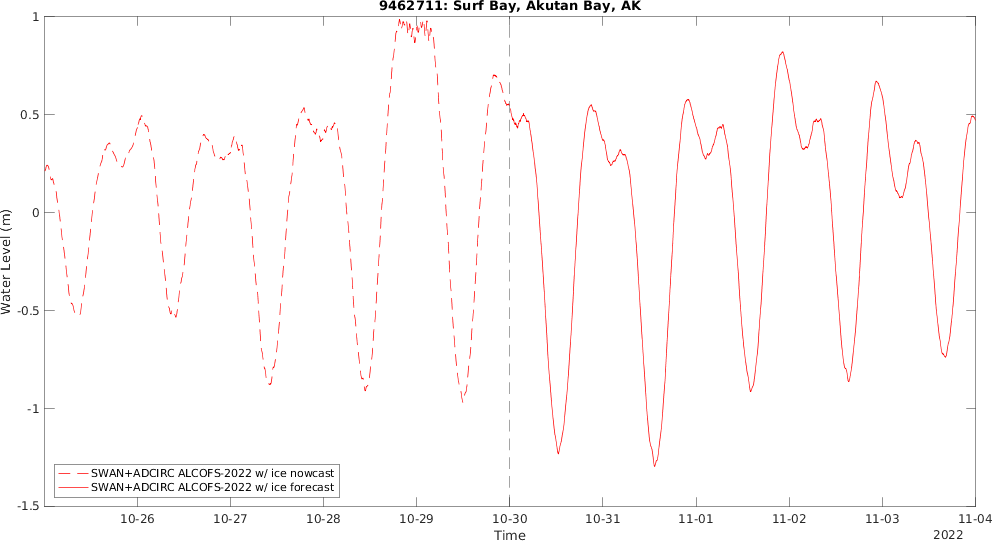 9462711: Surf Bay, Akutan Bay, AK
Water Level (m)
1
0.5
0
-0.5
-1
-1.5
SWAN+ADCIRC ALCOFS-2022 w/ ice nowcast
SWAN+ADCIRC ALCOFS-2022 w/ ice forecast
10-26 10-27 10-28 10-29 10-30 10-31 11-01 11-02 11-03 11-04
Time
2022